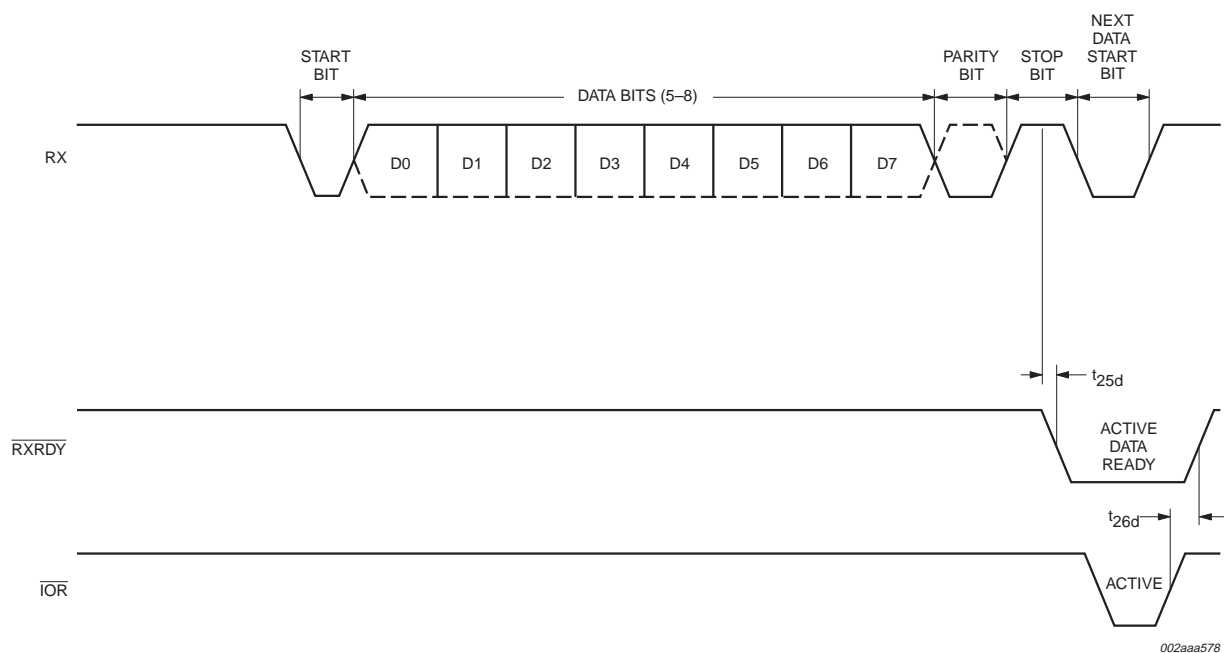 START
BIT
DATA BITS (5–8)
PARITY
BIT
STOP
BIT
NEXT
DATA
START
BIT
RX
D0
D1
D2
D3
D4
D5
D6
D7
t25d
RXRDY
ACTIVE
DATA
READY
t26d
IOR
ACTIVE
002aaa578